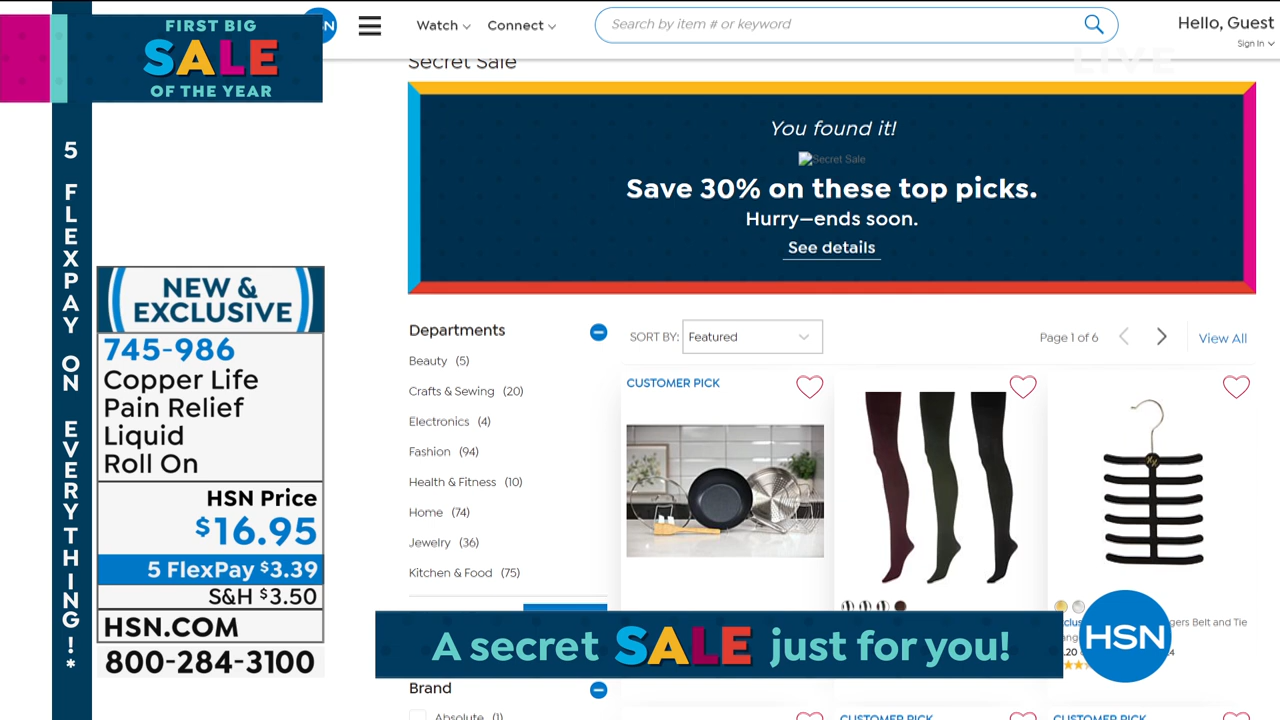 FIRST BIG
SALE
OF THE YEAR
5 FLEXPAY ON EVERYTHING!*
NEW &
EXCLUSIVE
745-986
Copper Life
Pain Relief
Liquid
Roll On
HSN Price
$16.95
5 FlexPay $3.39
S&H $3.50
HSN.COM
800-284-3100
Watch
Connect
Search by item # or keyword
Hello, Guest
Sign In
LIVE
Secret Sale
You found it!
Secret Sale
Save 30% on these top picks.
Hurry—ends soon.
See details
Departments
Beauty (5)
Crafts & Sewing (20)
Electronics (4)
Fashion (94)
Health & Fitness (10)
Home (74)
Jewelry (36)
Kitchen & Food (75)
SORT BY: Featured
Page 1 of 6
View All
CUSTOMER PICK
gers Belt and Tie
A secret SALE just for you!
HSN
Brand
Absolute (1)
CUSTOMER PICK
CUSTOMER PICK